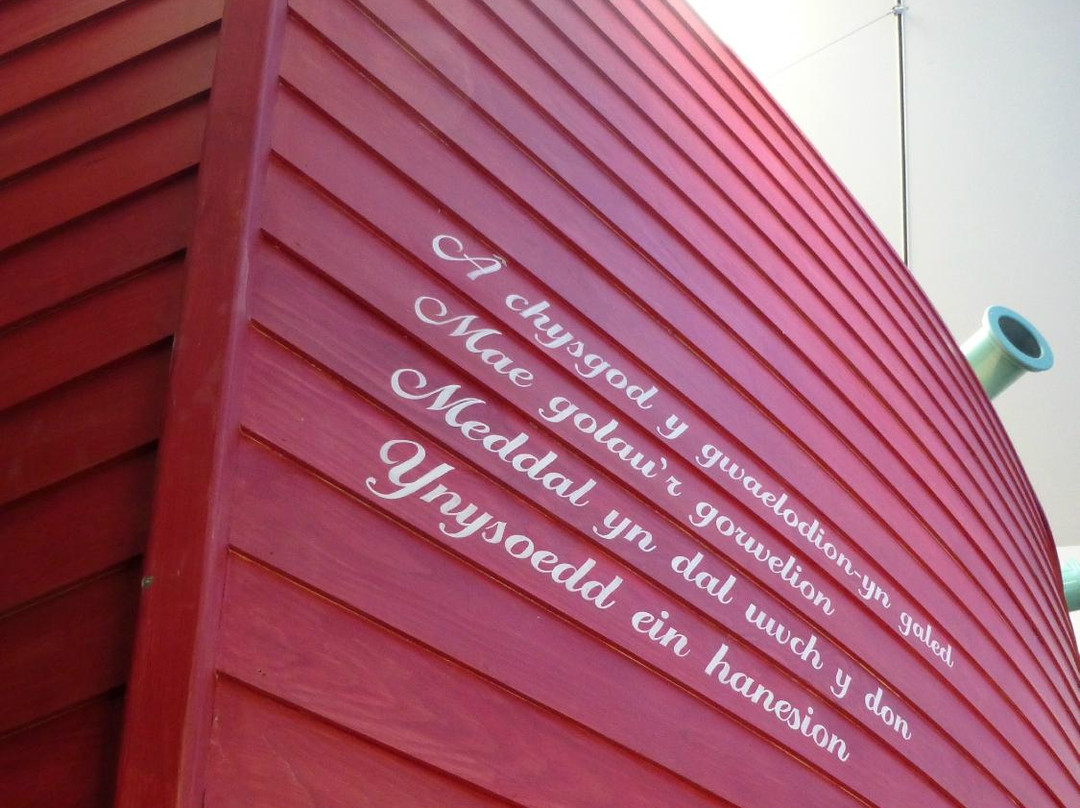 A chysgod y gwaelodion-yn galed
Mae golau'r gorwelion
Meddal yn dal uwch y don
Ynysoedd ein hanesion